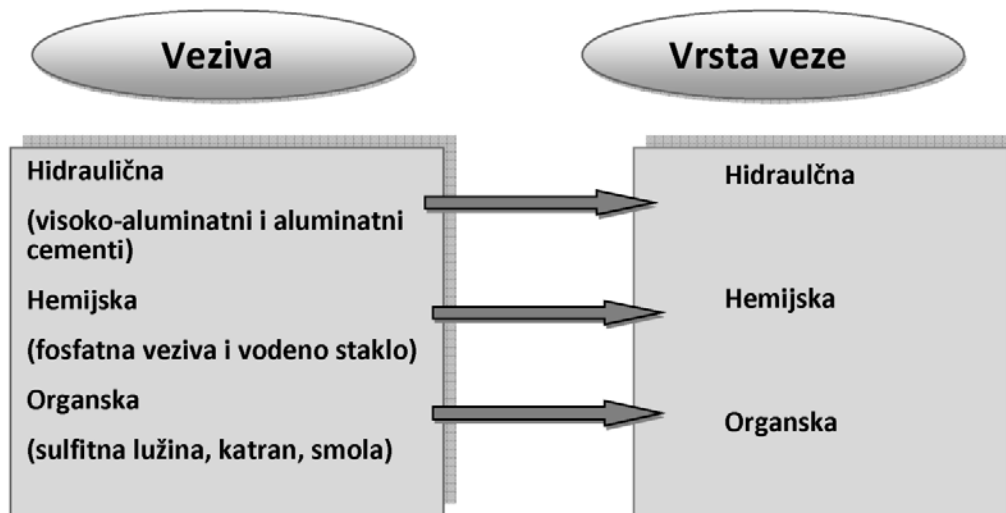 Veziva
Vrsta veze
Hidraulična
(visoko-aluminatni i aluminatni
cementi)
Hemijska
(fosfatna veziva i vodeno staklo)
Organska
(sulfitna lužina, katran, smola)
Hidraulčna
Hemijska
Organska